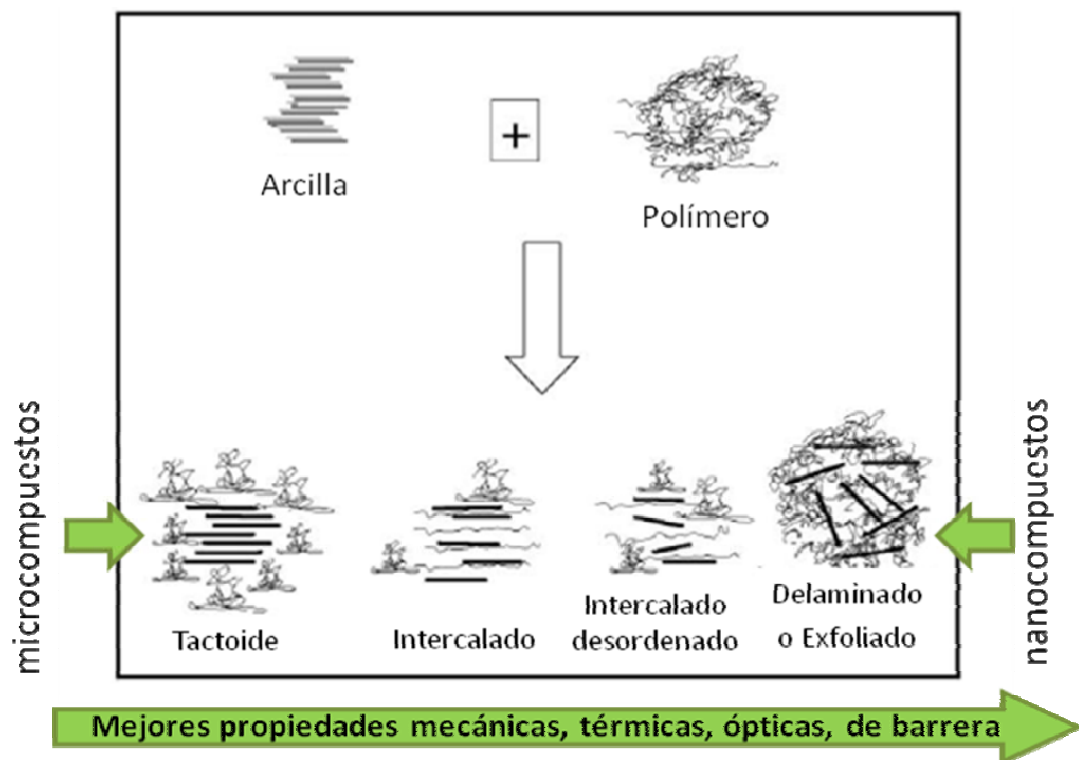 Arcilla
+
Polímero
microcompuestos
nanocompuestos
Tactoide
Intercalado
Intercalado
desordenado
Delaminado
o Exfoliado
Mejores propiedades mecánicas, térmicas, ópticas, de barrera